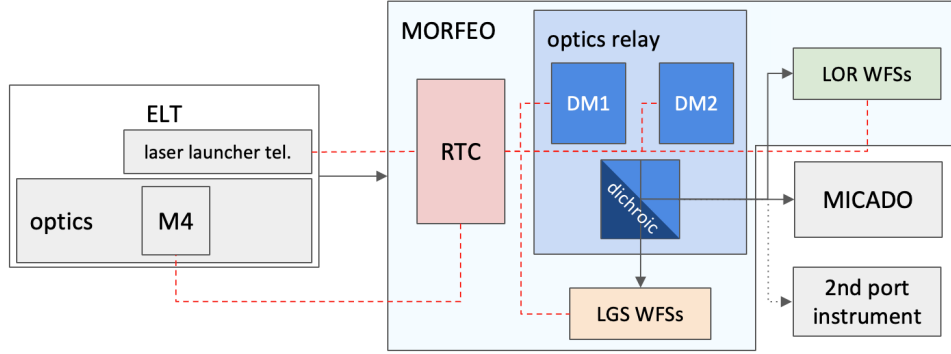 MORFEO
optics relay
ELT
laser launcher tel.
optics
M4
RTC
DM1
DM2
dichroic
LGS WFSs
LOR WFSs
MICADO
2nd port
instrument